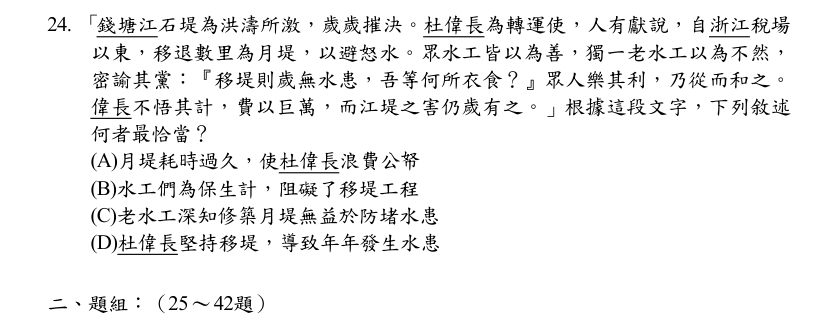 24. 「錢塘江石堤為洪濤所激，歲歲摧決。杜偉長為轉運使，人有獻說，自浙江稅場
以東，移退數里為月堤，以避怒水。眾水工皆以為善，獨一老水工以為不然，
密諭其黨：『移堤則歲無水患，吾等何所衣食？』眾人樂其利，乃從而和之。
偉長不悟其計，費以巨萬，而江堤之害仍歲有之。」根據這段文字，下列敘述
何者最恰當？
(A)月堤耗時過久，使杜偉長浪費公帑
(B)水工們為保生計，阻礙了移堤工程
(C)老水工深知修築月堤無益於防堵水患
(D)杜偉長堅持移堤，導致年年發生水患
二、題組：（25～42題）